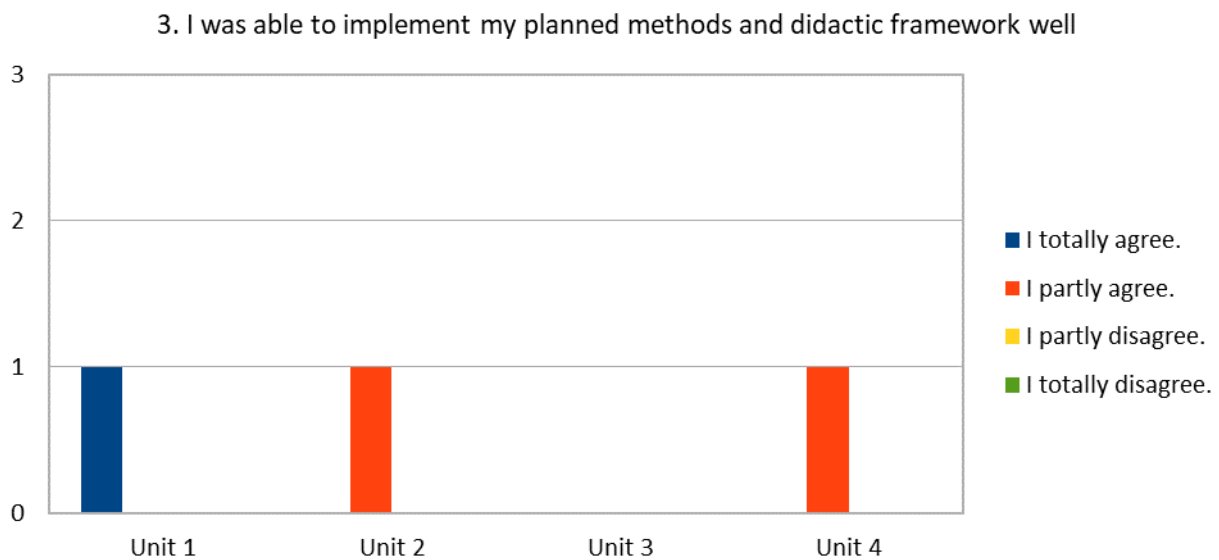 3. I was able to implement my planned methods and didactic framework well
3
2
1
0
Unit 1
Unit 2
Unit 3
Unit 4
I totally agree.
I partly agree.
I partly disagree.
I totally disagree.